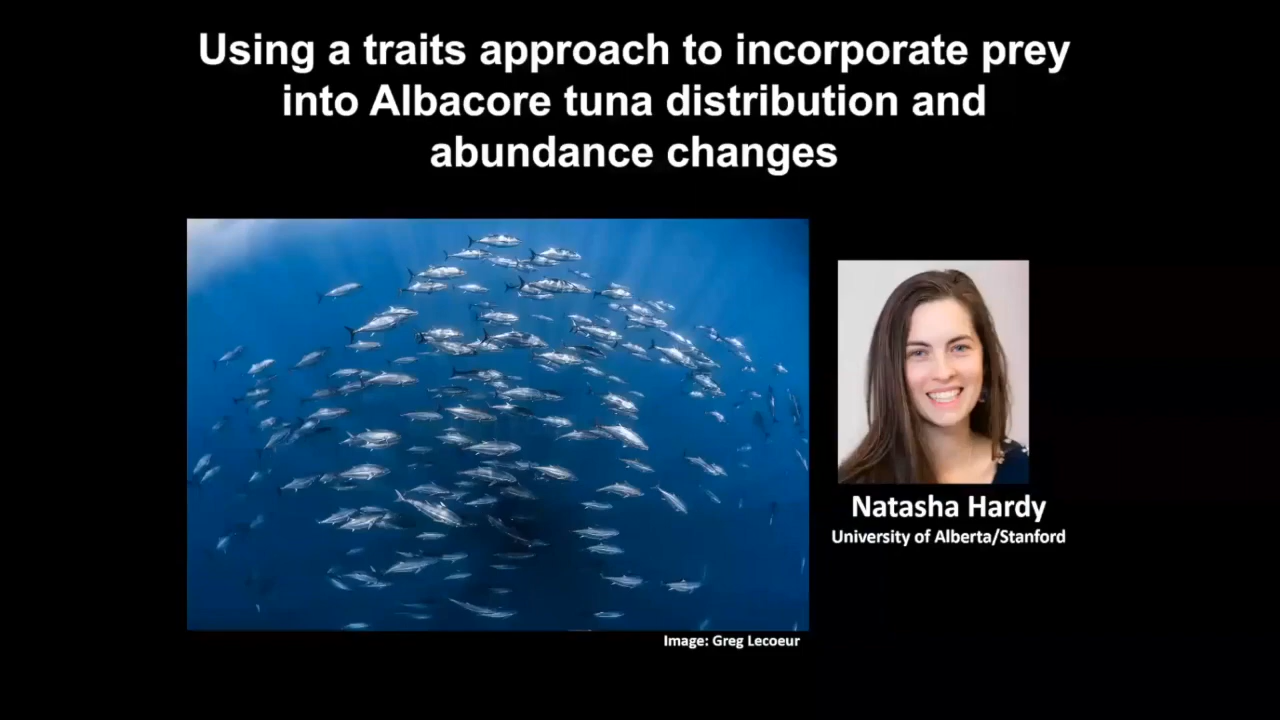 Using a traits approach to incorporate prey
into Albacore tuna distribution and
abundance changes
Natasha Hardy
University of Alberta/Stanford
Image: Greg Lecoeur